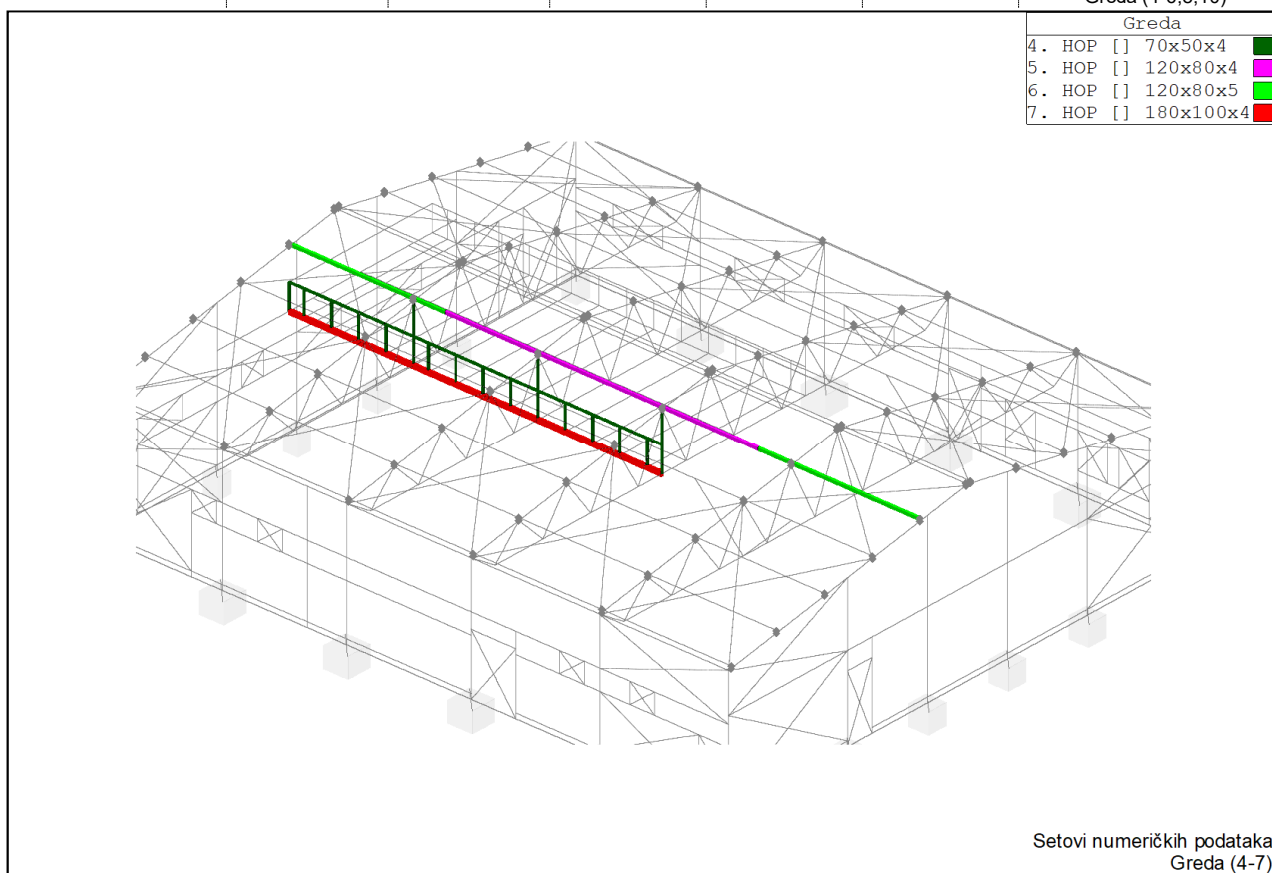 Greda
4. HOP [] 70x50x4
5. HOP [] 120x80x4
6. HOP [] 120x80x5
7. HOP [] 180x100x4
Setovi numeričkih podataka
Greda (4-7)